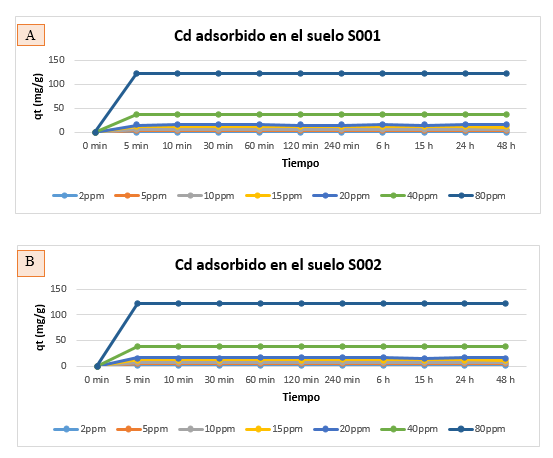 A
Cd adsorbido en el suelo S001
150
100
50
0
qt (mg/g)
0 min 5 min 10 min 30 min 60 min 120 min 240 min 6 h 15 h 24 h 48 h
Tiempo
2ppm 5ppm 10ppm 15ppm 20ppm 40ppm 80ppm
B
Cd adsorbido en el suelo S002
150
100
50
0
qt (mg/g)
0 min 5 min 10 min 30 min 60 min 120 min 240 min 6 h 15 h 24 h 48 h
Tiempo
2ppm 5ppm 10ppm 15ppm 20ppm 40ppm 80ppm